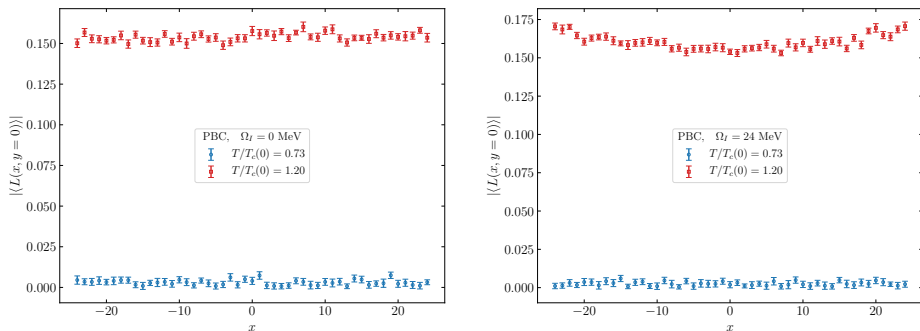 |⟨L(x, y = 0)⟩|
0.150
0.125
0.100
0.075
0.050
0.025
0.000
PBC, Ω_I = 0 MeV
T/T_c(0) = 0.73
T/T_c(0) = 1.20
−20 −10 0 10 20
x
|⟨L(x, y = 0)⟩|
0.175
0.150
0.125
0.100
0.075
0.050
0.025
0.000
PBC, Ω_I = 24 MeV
T/T_c(0) = 0.73
T/T_c(0) = 1.20
−20 −10 0 10 20
x